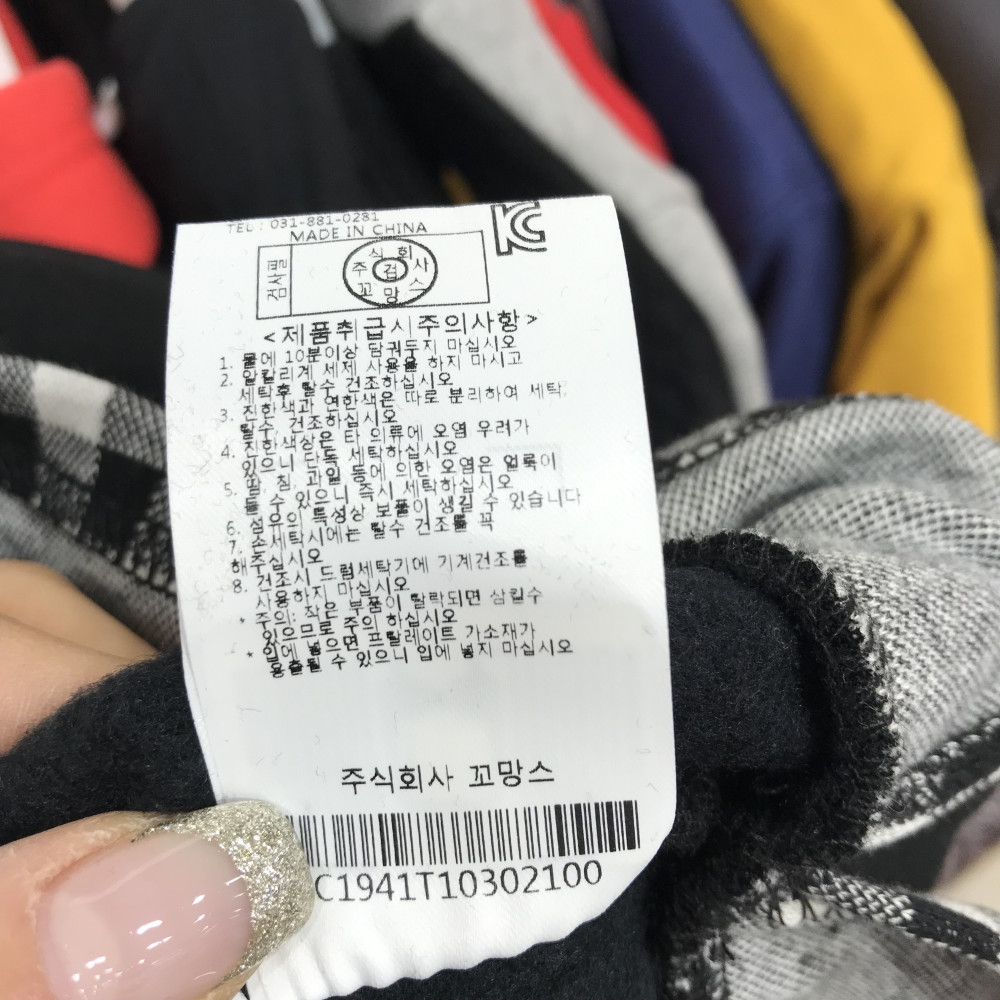 TEL : 031-881-0281
MADE IN CHINA
KC
검사필
주식회사
검
꼬망스
<제품취급시주의사항>
1. 물에 10분이상 담궈두지 마십시오
2. 알칼리계 세제 사용을 하지 마시고
세탁후 탈수 건조하십시오
3. 진한색과 연한색은 따로 분리하여 세탁,
탈수, 건조하십시오
4. 진한색상은 타 의류에 오염 우려가
있으니 단독 세탁하십시오
5. 땀, 침, 과일 등에 의한 오염은 얼룩이
될 수 있으니 즉시 세탁하십시오
6. 섬유의 특성상 보풀이 생길 수 있습니다
7. 손세탁시에는 탈수 건조를 꼭
해주십시오
8. 건조시 드럼세탁기에 기계건조를
사용하지 마십시오
* 주의: 작은 부품이 탈락되면 삼킬수
있으므로 주의 하십시오
* 입에 넣으면 프탈레이트 가소재가
용출될 수 있으니 입에 넣지 마십시오
주식회사 꼬망스
C1941T10302100